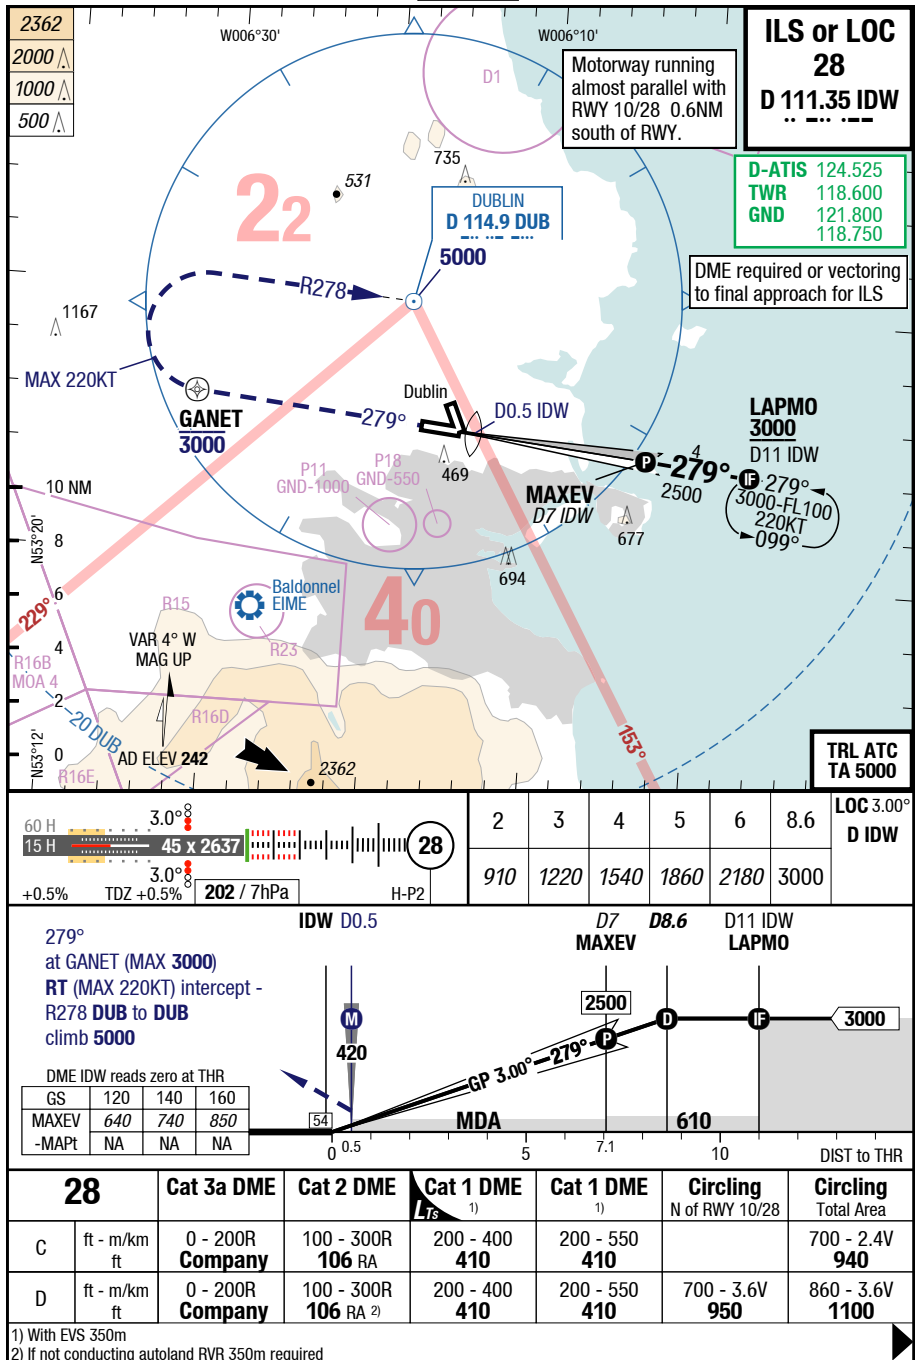 2362
2000
1000
500
W006°30'
W006°10'
D1
Motorway running
almost parallel with
RWY 10/28 0.6NM
south of RWY.
ILS or LOC
28
D 111.35 IDW
D-ATIS 124.525
TWR 118.600
GND 121.800
118.750
DME required or vectoring
to final approach for ILS
735
531
22
DUBLIN
D 114.9 DUB
5000
R278
1167
MAX 220KT
GANET
3000
279°
Dublin
D0.5 IDW
LAPMO
3000
D11 IDW
4
P
279°
2500
IF
279°
3000-FL100
220KT
099°
MAXEV
D7 IDW
469
P11
GND-1000
P18
GND-550
677
694
10 NM
N53°20'
8
6
4
2
0
N53°12'
229°
R15
Baldonnel
EIME
R23
40
VAR 4° W
MAG UP
R16B
MOA 4
R16D
20 DUB
AD ELEV 242
R16E
2362
153°
TRL ATC
TA 5000
60 H
15 H
3.0°
45 x 2637
28
3.0°
+0.5%
TDZ +0.5%
202 / 7hPa
H-P2
2 3 4 5 6 8.6 LOC 3.00°
D IDW
910 1220 1540 1860 2180 3000
279°
at GANET (MAX 3000)
RT (MAX 220KT) intercept -
R278 DUB to DUB
climb 5000
IDW D0.5
D7
MAXEV
D8.6
D11 IDW
LAPMO
M
420
2500
P
D
IF
3000
GP 3.00°
279°
DME IDW reads zero at THR
GS 120 140 160
MAXEV 640 740 850
-MAPt NA NA NA
54
MDA
610
0 0.5 5 7.1 10 DIST to THR
28 Cat 3a DME Cat 2 DME LTs Cat 1 DME 1) Cat 1 DME 1) Circling N of RWY 10/28 Circling Total Area
C ft - m/km 0 - 200R 100 - 300R 200 - 400 200 - 550 700 - 2.4V
ft Company 106 RA 410 410 940
D ft - m/km 0 - 200R 100 - 300R 200 - 400 200 - 550 700 - 3.6V 860 - 3.6V
ft Company 106 RA 2) 410 410 950 1100
1) With EVS 350m
2) If not conducting autoland RVR 350m required